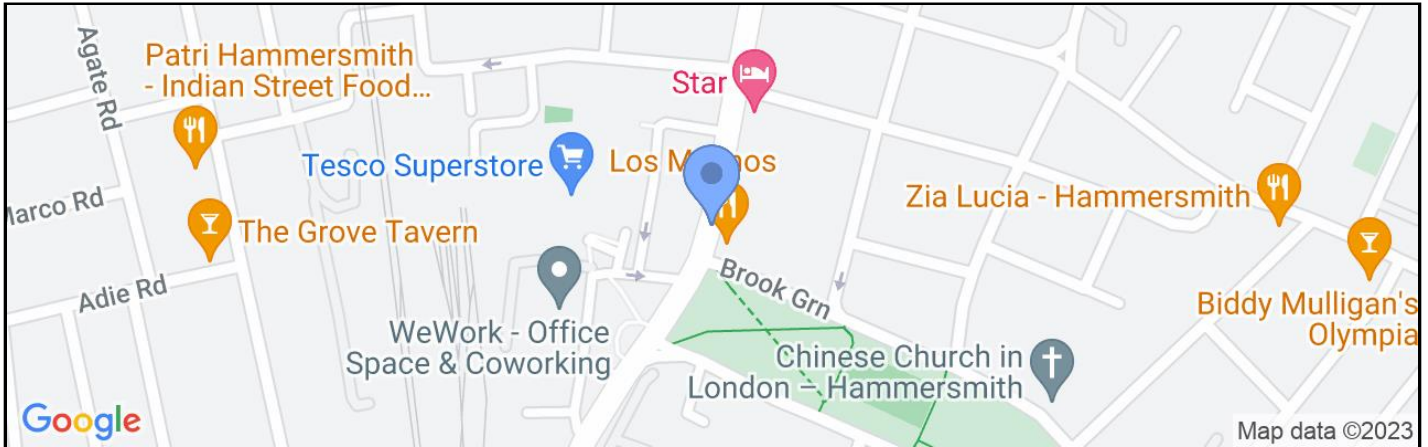 Agate Rd
Patri Hammersmith
- Indian Street Food...
Star
Tesco Superstore
Los
Zia Lucia - Hammersmith
Marco Rd
The Grove Tavern
Adie Rd
Brook Grn
Biddy Mulligan's
Olympia
WeWork - Office
Space & Coworking
Chinese Church in
London – Hammersmith
Google
Map data ©2023